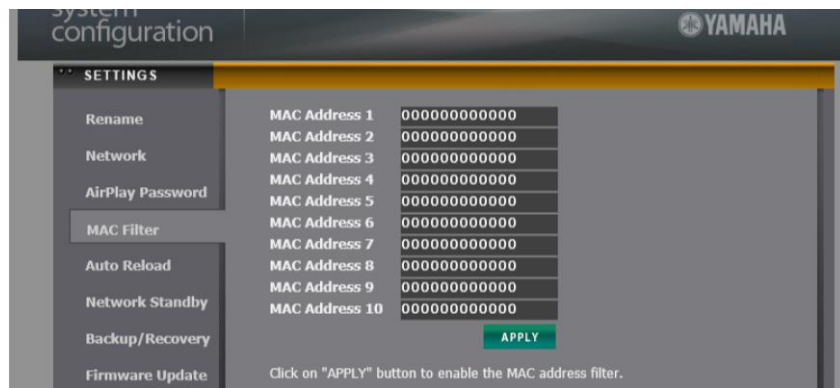 system
configuration
YAMAHA
SETTINGS
Rename
Network
AirPlay Password
MAC Filter
Auto Reload
Network Standby
Backup/Recovery
Firmware Update
MAC Address 1 000000000000
MAC Address 2 000000000000
MAC Address 3 000000000000
MAC Address 4 000000000000
MAC Address 5 000000000000
MAC Address 6 000000000000
MAC Address 7 000000000000
MAC Address 8 000000000000
MAC Address 9 000000000000
MAC Address 10 000000000000
APPLY
Click on "APPLY" button to enable the MAC address filter.